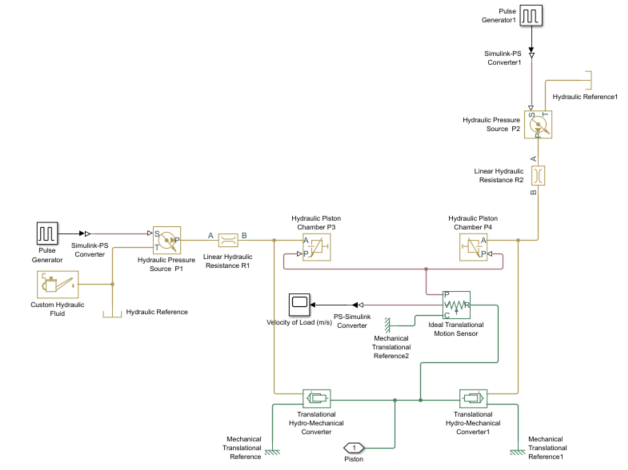 Pulse
Generator1
Simulink-PS
Converter1
Hydraulic Reference1
S
T
P
Hydraulic Pressure
Source P2
A
Linear Hydraulic
Resistance R2
B
Hydraulic Piston
Chamber P3
Hydraulic Piston
Chamber P4
Pulse
Generator
Simulink-PS
Converter
S
T
P
Hydraulic Pressure
Source P1
A
B
Linear Hydraulic
Resistance R1
A
P
A
P
C
Custom Hydraulic
Fluid
Hydraulic Reference
Velocity of Load (m/s)
PS-Simulink
Converter
P
R
C
Ideal Translational
Motion Sensor
Mechanical
Translational
Reference2
Translational
Hydro-Mechanical
Converter
Translational
Hydro-Mechanical
Converter1
Mechanical
Translational
Reference
1
Piston
Mechanical
Translational
Reference1